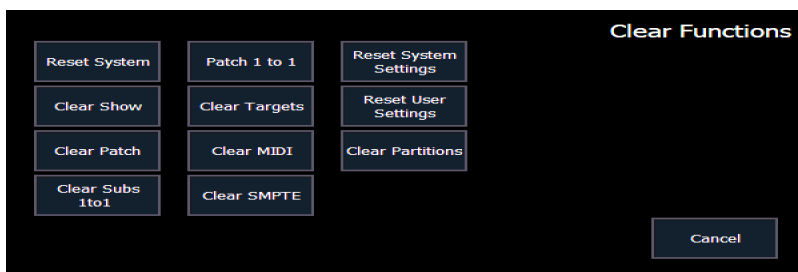 Clear Functions
Reset System
Patch 1 to 1
Reset System
Settings
Clear Show
Clear Targets
Reset User
Settings
Clear Patch
Clear MIDI
Clear Partitions
Clear Subs
1to1
Clear SMPTE
Cancel